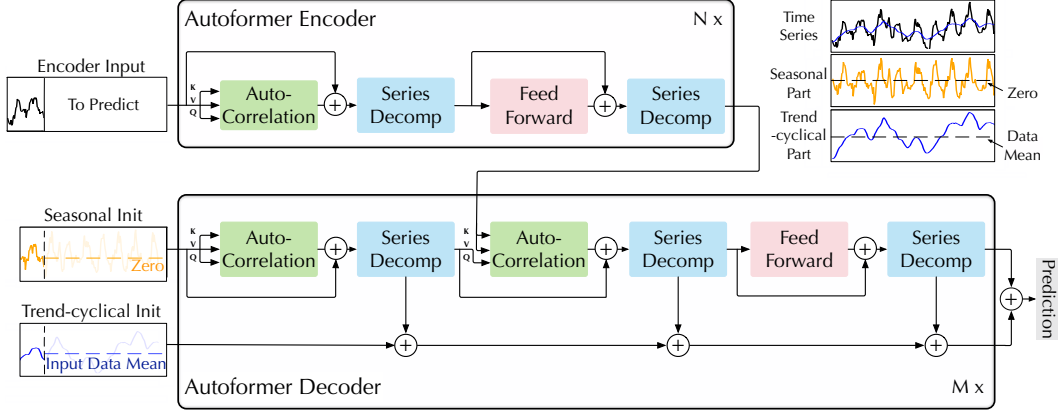 Autoformer Encoder
N x
Encoder Input
To Predict
K
V
Q
Auto-
Correlation
+
Series
Decomp
Feed
Forward
+
Series
Decomp
Time
Series
Seasonal
Part
Zero
Trend
-cyclical
Part
Data
Mean
Seasonal Init
Zero
K
V
Q
Auto-
Correlation
+
Series
Decomp
K
V
Q
Auto-
Correlation
+
Series
Decomp
Feed
Forward
+
Series
Decomp
Trend-cyclical Init
Input Data Mean
+
+
+
+
Prediction
Autoformer Decoder
M x